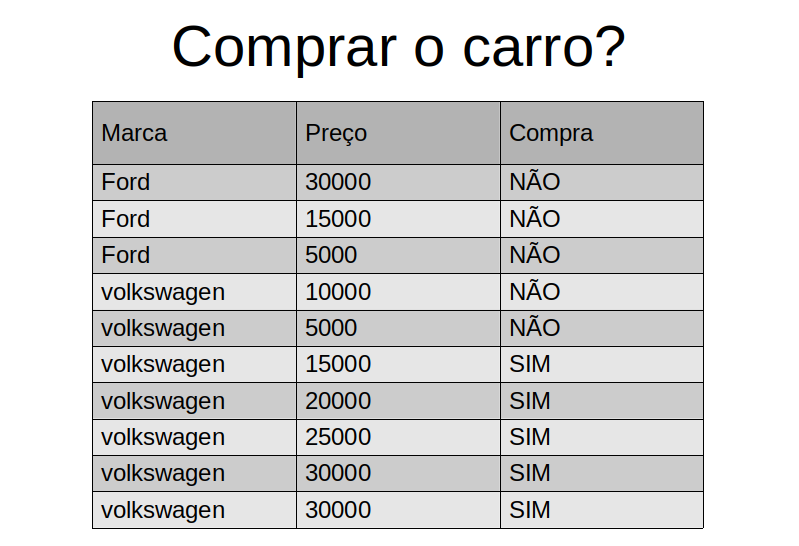 Comprar o carro?
Marca Preço Compra
Ford 30000 NÃO
Ford 15000 NÃO
Ford 5000 NÃO
volkswagen 10000 NÃO
volkswagen 5000 NÃO
volkswagen 15000 SIM
volkswagen 20000 SIM
volkswagen 25000 SIM
volkswagen 30000 SIM
volkswagen 30000 SIM